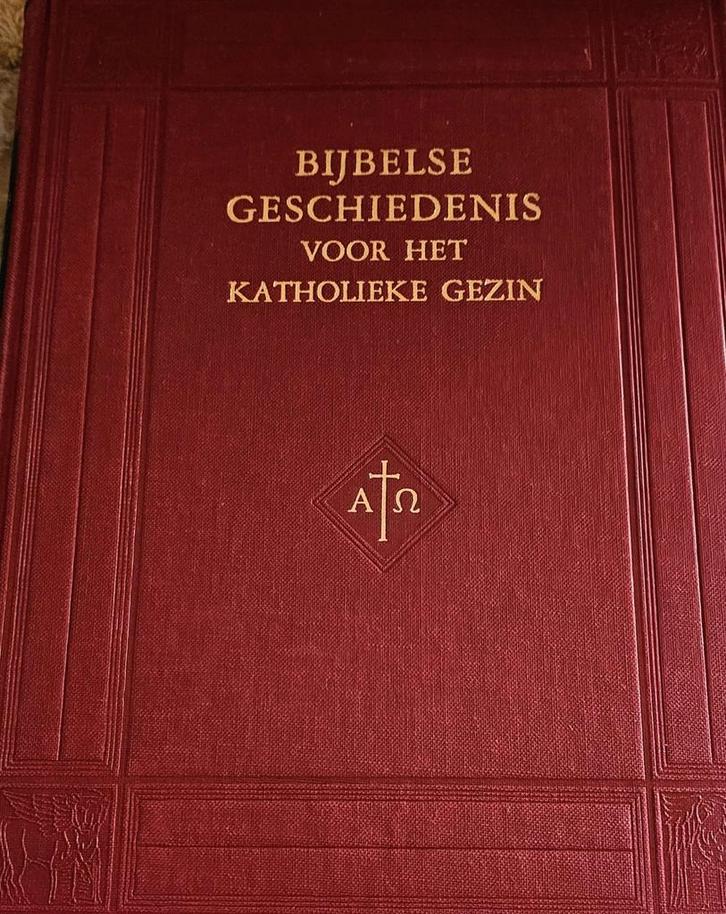 BIJBELSE
GESCHIEDENIS
VOOR HET
KATHOLIEKE GEZIN
Α Ω